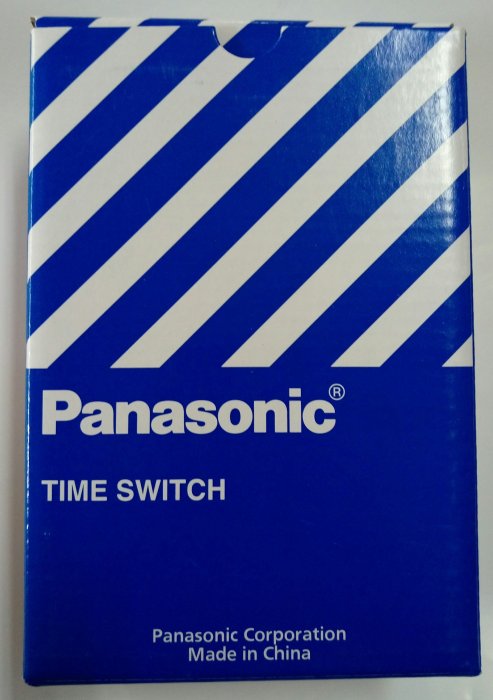 Panasonic®
TIME SWITCH
Panasonic Corporation
Made in China